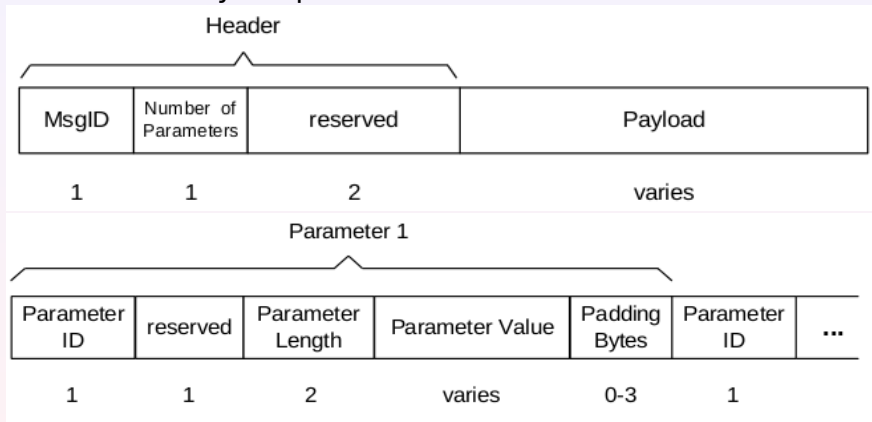 Header
MsgID
Number of
Parameters
reserved
Payload
1
1
2
varies
Parameter 1
Parameter
ID
reserved
Parameter
Length
Parameter Value
Padding
Bytes
Parameter
ID
...
1
1
2
varies
0-3
1